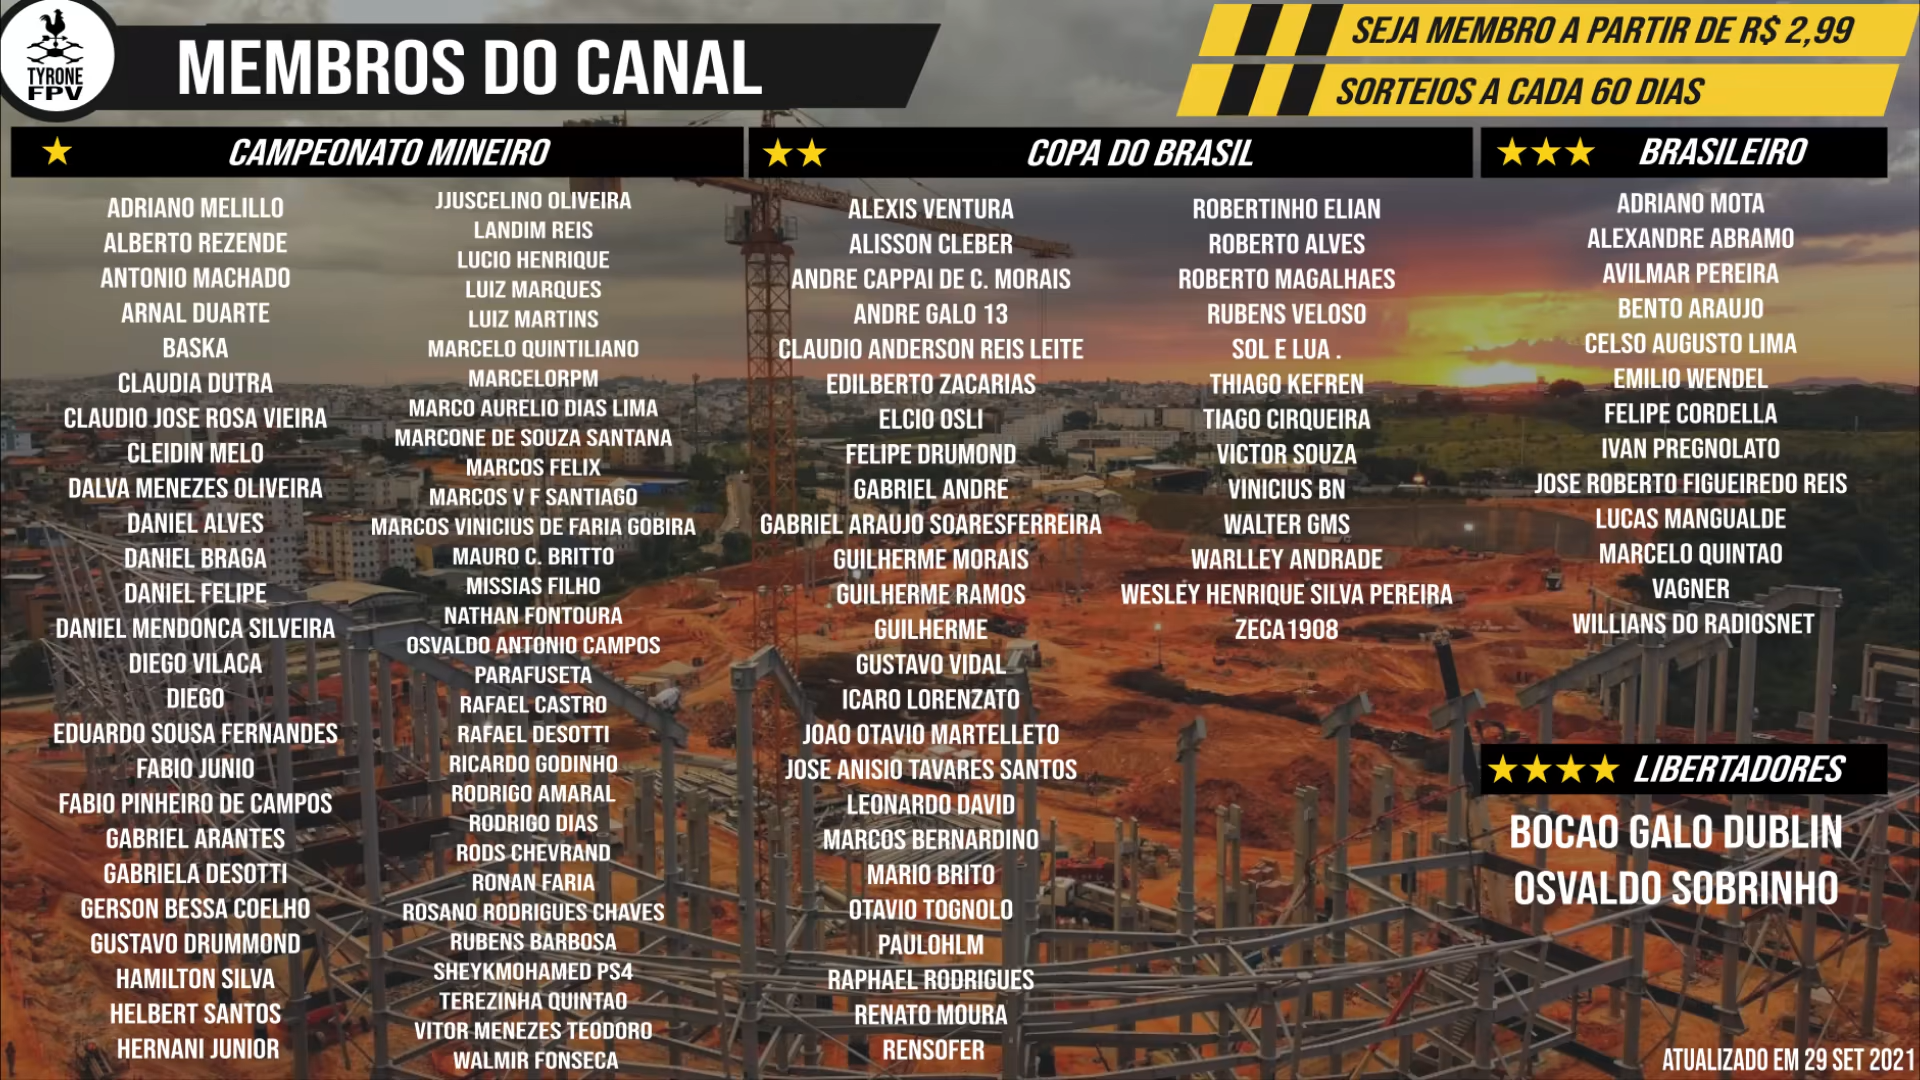 TYRONE
FPV
MEMBROS DO CANAL
SEJA MEMBRO A PARTIR DE R$ 2,99
SORTEIOS A CADA 60 DIAS
CAMPEONATO MINEIRO
ADRIANO MELILLO
ALBERTO REZENDE
ANTONIO MACHADO
ARNAL DUARTE
BASKA
CLAUDIA DUTRA
CLAUDIO JOSE ROSA VIEIRA
CLEIDIN MELO
DALVA MENEZES OLIVEIRA
DANIEL ALVES
DANIEL BRAGA
DANIEL FELIPE
DANIEL MENDONCA SILVEIRA
DIEGO VILACA
DIEGO
EDUARDO SOUSA FERNANDES
FABIO JUNIO
FABIO PINHEIRO DE CAMPOS
GABRIEL ARANTES
GABRIELA DESOTTI
GERSON BESSA COELHO
GUSTAVO DRUMMOND
HAMILTON SILVA
HELBERT SANTOS
HERNANI JUNIOR
JJUSCELINO OLIVEIRA
LANDIM REIS
LUCIO HENRIQUE
LUIZ MARQUES
LUIZ MARTINS
MARCELO QUINTILIANO
MARCELORPM
MARCO AURELIO DIAS LIMA
MARCONE DE SOUZA SANTANA
MARCOS FELIX
MARCOS V F SANTIAGO
MARCOS VINICIUS DE FARIA GOBIRA
MAURO C. BRITTO
MISSIAS FILHO
NATHAN FONTOURA
OSVALDO ANTONIO CAMPOS
PARAFUSETA
RAFAEL CASTRO
RAFAEL DESOTTI
RICARDO GODINHO
RODRIGO AMARAL
RODRIGO DIAS
RODS CHEVRAND
RONAN FARIA
ROSANO RODRIGUES CHAVES
RUBENS BARBOSA
SHEYKMOHAMED PS4
TEREZINHA QUINTAO
VITOR MENEZES TEODORO
WALMIR FONSECA
COPA DO BRASIL
ALEXIS VENTURA
ALISSON CLEBER
ANDRE CAPPAI DE C. MORAIS
ANDRE GALO 13
CLAUDIO ANDERSON REIS LEITE
EDILBERTO ZACARIAS
ELCIO OSLI
FELIPE DRUMOND
GABRIEL ANDRE
GABRIEL ARAUJO SOARESFERREIRA
GUILHERME MORAIS
GUILHERME RAMOS
GUILHERME
GUSTAVO VIDAL
ICARO LORENZATO
JOAO OTAVIO MARTELLETO
JOSE ANISIO TAVARES SANTOS
LEONARDO DAVID
MARCOS BERNARDINO
MARIO BRITO
OTAVIO TOGNOLO
PAULOHLM
RAPHAEL RODRIGUES
RENATO MOURA
RENSOFER
ROBERTINHO ELIAN
ROBERTO ALVES
ROBERTO MAGALHAES
RUBENS VELOSO
SOL E LUA .
THIAGO KEFREN
TIAGO CIRQUEIRA
VICTOR SOUZA
VINICIUS BN
WALTER GMS
WARLLEY ANDRADE
WESLEY HENRIQUE SILVA PEREIRA
ZECA1908
BRASILEIRO
ADRIANO MOTA
ALEXANDRE ABRAMO
AVILMAR PEREIRA
BENTO ARAUJO
CELSO AUGUSTO LIMA
EMILIO WENDEL
FELIPE CORDELLA
IVAN PREGNOLATO
JOSE ROBERTO FIGUEIREDO REIS
LUCAS MANGUALDE
MARCELO QUINTAO
VAGNER
WILLIANS DO RADIOSNET
LIBERTADORES
BOCAO GALO DUBLIN
OSVALDO SOBRINHO
ATUALIZADO EM 29 SET 2021